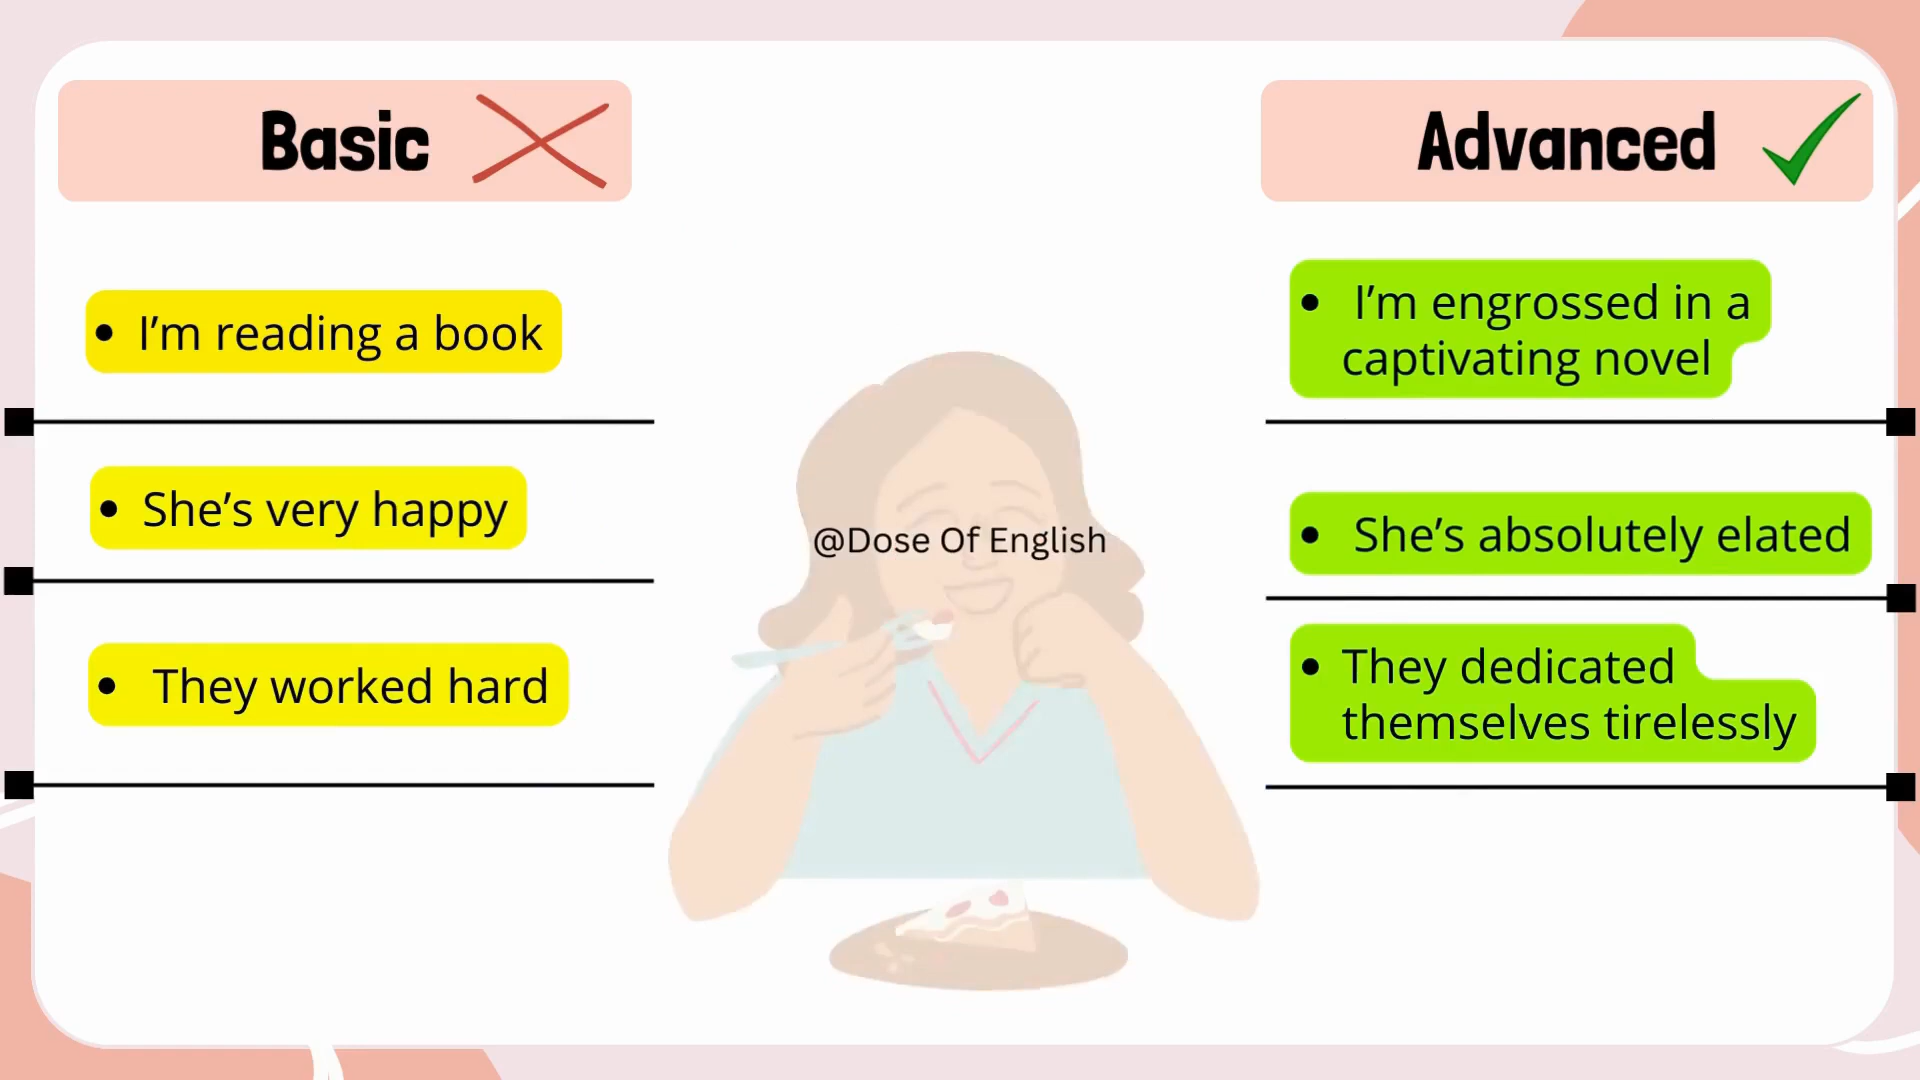 Basic
Advanced
I’m reading a book
I’m engrossed in a
captivating novel
She’s very happy
She’s absolutely elated
@Dose Of English
They worked hard
They dedicated
themselves tirelessly